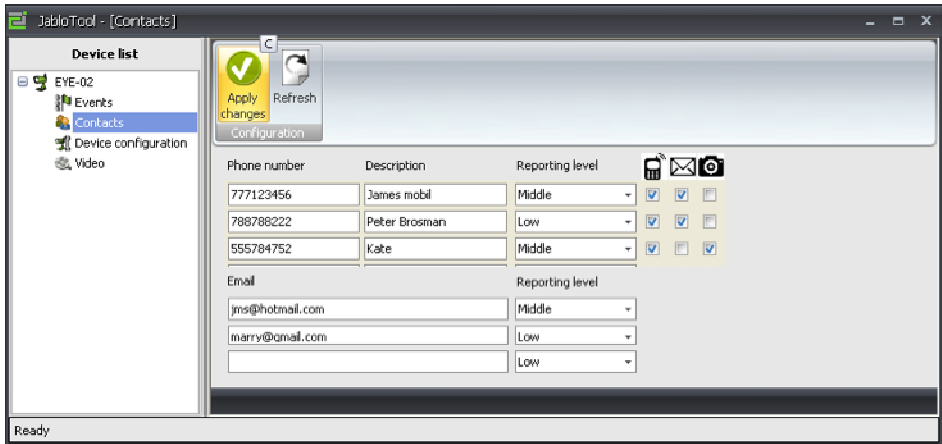 JabloTool - [Contacts]
Device list
EYE-02
Events
Contacts
Device configuration
Video
C
Apply changes
Refresh
Configuration
Phone number Description Reporting level
777123456 James mobil Middle
788788222 Peter Brosman Low
555784752 Kate Middle
Email Reporting level
jms@hotmail.com Middle
marry@gmail.com Low
Low
Ready